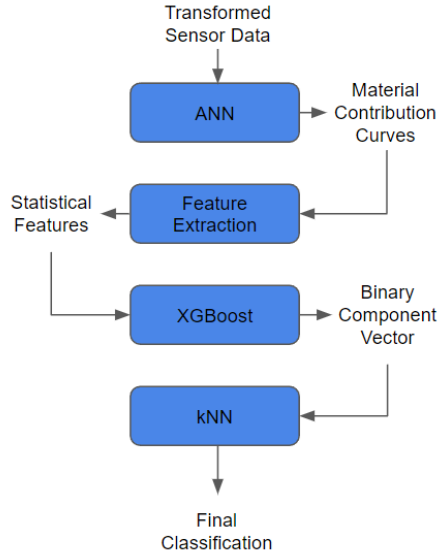 Transformed
Sensor Data
ANN
Material
Contribution
Curves
Feature
Extraction
Statistical
Features
XGBoost
Binary
Component
Vector
kNN
Final
Classification